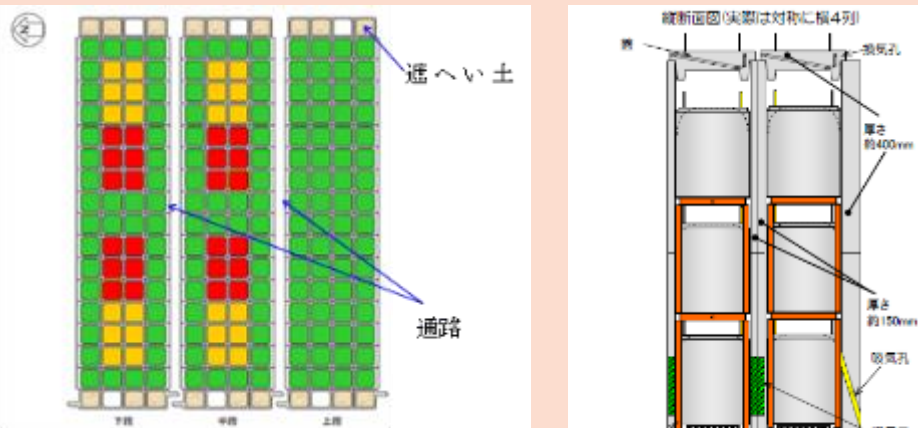 遮へい土
通路
下段
中段
上段
縦断面図(実際は対称に横4列)
蓋
換気孔
厚さ
約400mm
厚さ
約150mm
吸気孔